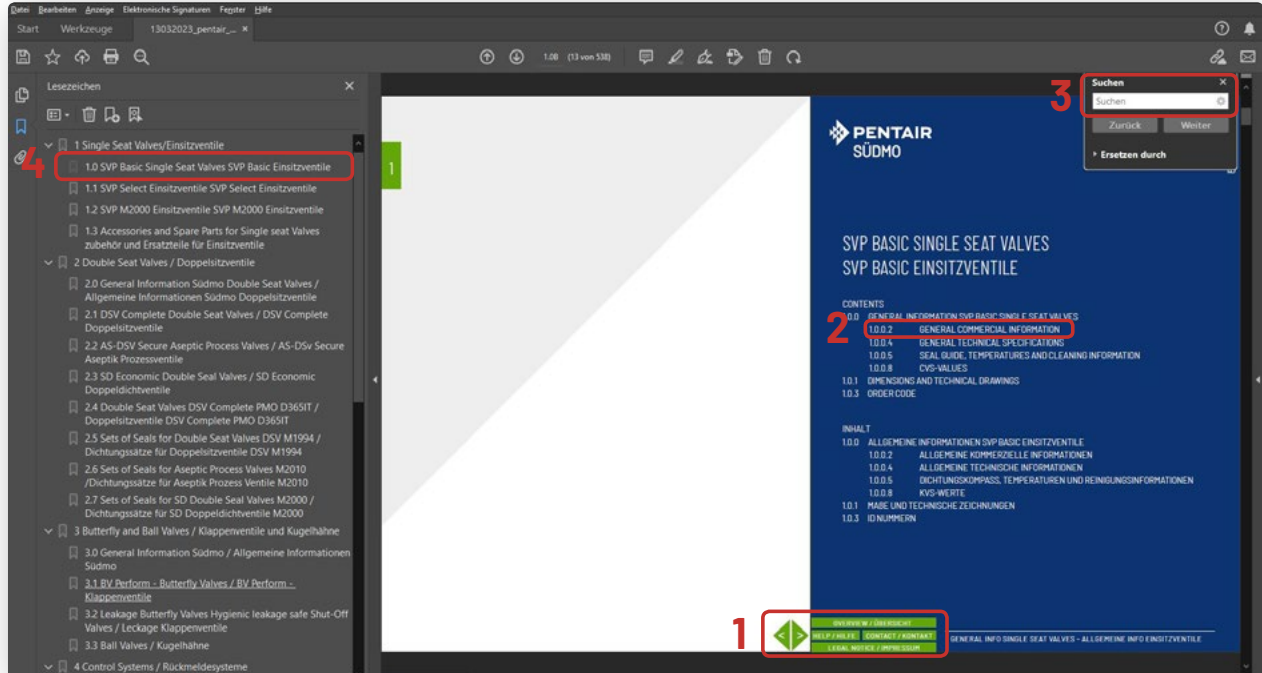 Datei Bearbeiten Anzeige Elektronische Signaturen Fenster Hilfe
Start Werkzeuge 13032023_pentair_... ×
1.08 (13 von 538)
Lesezeichen ×
1 Single Seat Valves/Einsitzventile
1.0 SVP Basic Single Seat Valves SVP Basic Einsitzventile
4
1.1 SVP Select Einsitzventile SVP Select Einsitzventile
1.2 SVP M2000 Einsitzventile SVP M2000 Einsitzventile
1.3 Accessories and Spare Parts for Single seat Valves
zubehör und Ersatzteile für Einsitzventile
2 Double Seat Valves / Doppelsitzventile
2.0 General Information Südmo Double Seat Valves /
Allgemeine Informationen Südmo Doppelsitzventile
2.1 DSV Complete Double Seat Valves / DSV Complete
Doppelsitzventile
2.2 AS-DSV Secure Aseptic Process Valves / AS-DSv Secure
Aseptik Prozessventile
2.3 SD Economic Double Seal Valves / SD Economic
Doppeldichtventile
2.4 Double Seat Valves DSV Complete PMO D365IT /
Doppelsitzventile DSV Complete PMO D365IT
2.5 Sets of Seals for Double Seat Valves DSV M1994 /
Dichtungssätze für Doppelsitzventile DSV M1994
2.6 Sets of Seals for Aseptic Process Valves M2010
/Dichtungssätze für Aseptik Prozess Ventile M2010
2.7 Sets of Seals for SD Double Seal Valves M2000 /
Dichtungssätze für SD Doppeldichtventile M2000
3 Butterfly and Ball Valves / Klappenventile und Kugelhähne
3.0 General Information Südmo / Allgemeine Informationen
Südmo
3.1 BV Perform - Butterfly Valves / BV Perform -
Klappenventile
3.2 Leakage Butterfly Valves Hygienic leakage safe Shut-Off
Valves / Leckage Klappenventile
3.3 Ball Valves / Kugelhähne
4 Control Systems / Rückmeldesysteme
1
PENTAIR
SÜDMO
3
Suchen ×
Suchen
Zurück Weiter
Ersetzen durch
SVP BASIC SINGLE SEAT VALVES
SVP BASIC EINSITZVENTILE
CONTENTS
1.0.0 GENERAL INFORMATION SVP BASIC SINGLE SEAT VALVES
2
1.0.0.2 GENERAL COMMERCIAL INFORMATION
1.0.0.4 GENERAL TECHNICAL SPECIFICATIONS
1.0.0.5 SEAL GUIDE, TEMPERATURES AND CLEANING INFORMATION
1.0.0.8 CVS-VALUES
1.0.1 DIMENSIONS AND TECHNICAL DRAWINGS
1.0.3 ORDER CODE
INHALT
1.0.0 ALLGEMEINE INFORMATIONEN SVP BASIC EINSITZVENTILE
1.0.0.2 ALLGEMEINE KOMMERZIELLE INFORMATIONEN
1.0.0.4 ALLGEMEINE TECHNISCHE INFORMATIONEN
1.0.0.5 DICHTUNGSKOMPASS, TEMPERATUREN UND REINIGUNGSINFORMATIONEN
1.0.0.8 KVS-WERTE
1.0.1 MAßE UND TECHNISCHE ZEICHNUNGEN
1.0.3 ID NUMMERN
1
OVERVIEW / ÜBERSICHT
HELP / HILFE CONTACT / KONTAKT
LEGAL NOTICE / IMPRESSUM
GENERAL INFO SINGLE SEAT VALVES - ALLGEMEINE INFO EINSITZVENTILE